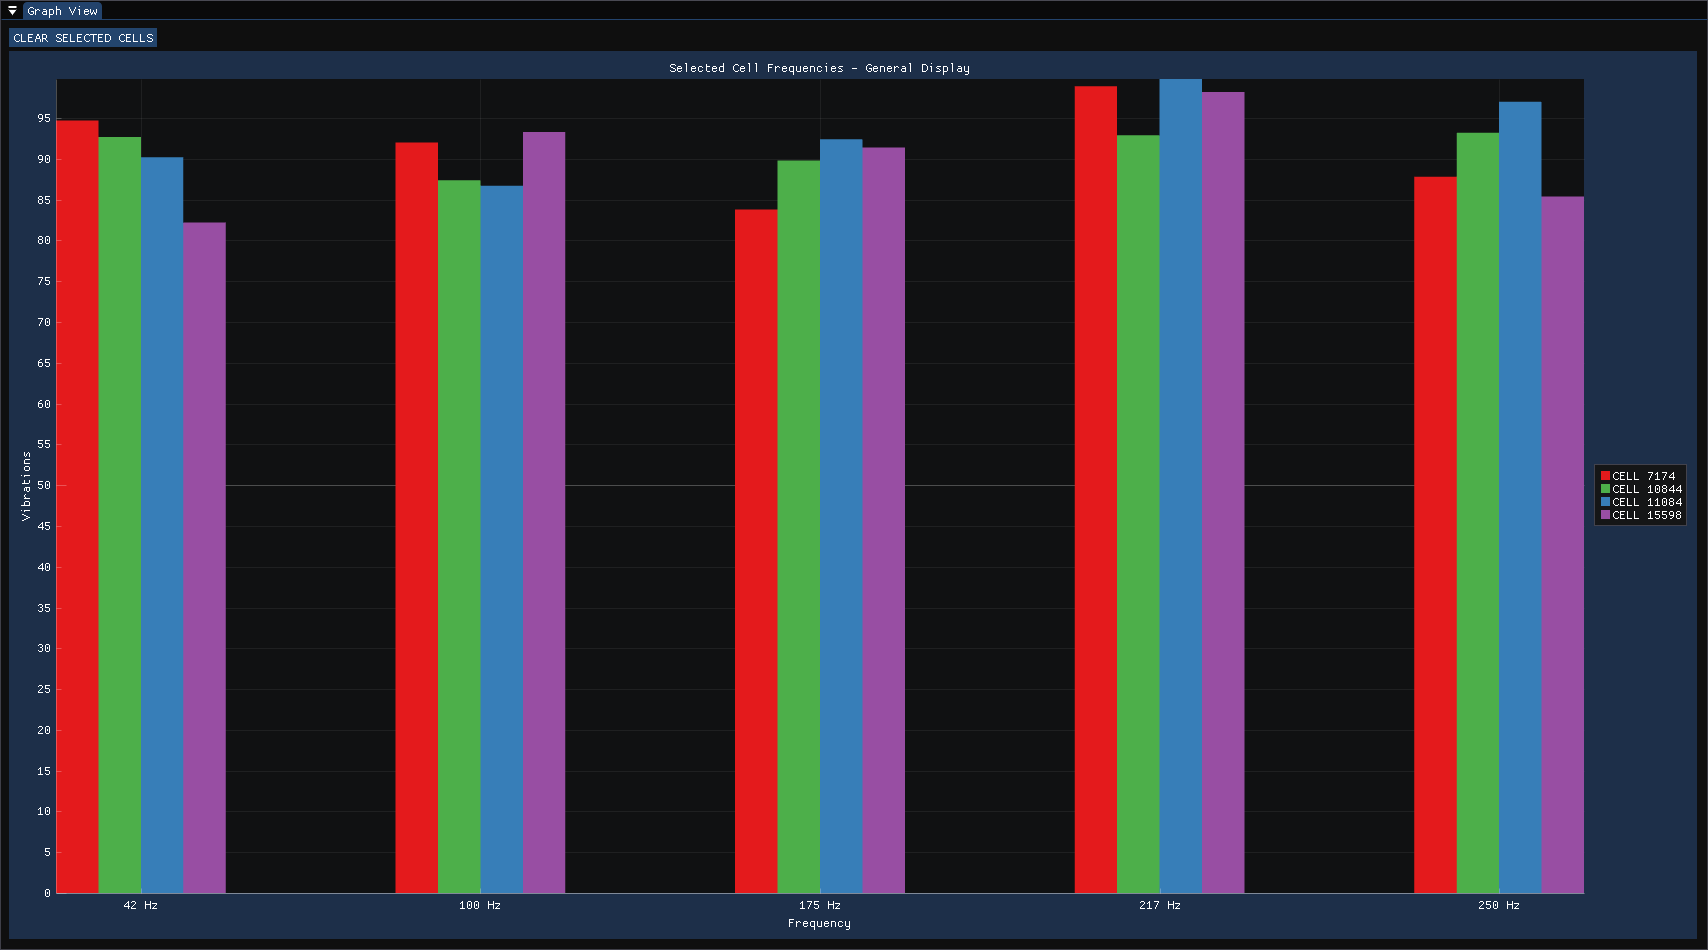 Graph View
CLEAR SELECTED CELLS
Selected Cell Frequencies - General Display
95
90
85
80
75
70
65
60
55
50
45
40
35
30
25
20
15
10
5
0
Vibrations
42 Hz
100 Hz
175 Hz
217 Hz
250 Hz
Frequency
CELL 7174
CELL 10844
CELL 11084
CELL 15598